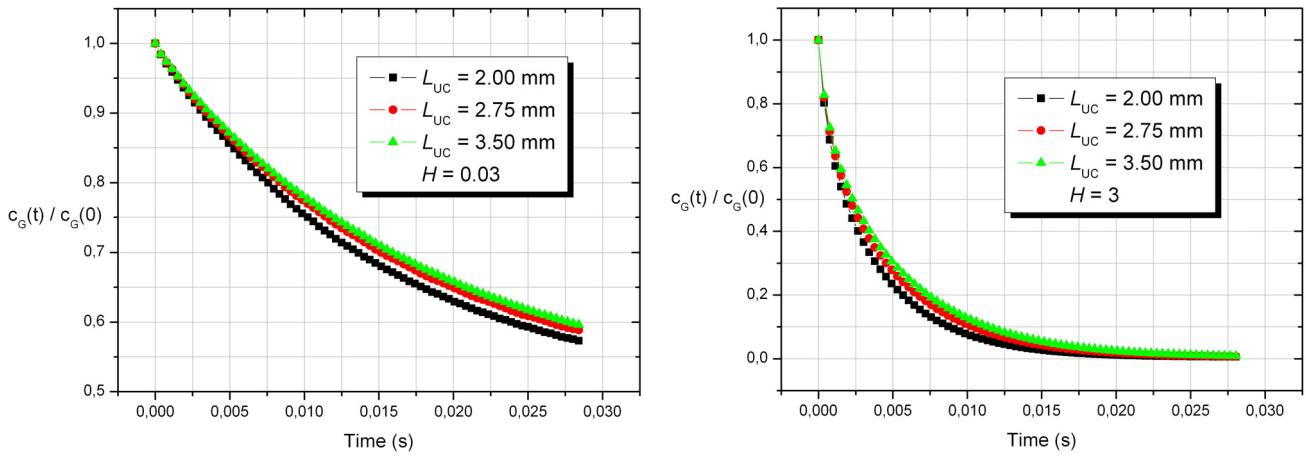 1,0
0,9
0,8
0,7
0,6
0,5
c_G(t) / c_G(0)
L_UC = 2.00 mm
L_UC = 2.75 mm
L_UC = 3.50 mm
H = 0.03
0,000 0,005 0,010 0,015 0,020 0,025 0,030
Time (s)
1,0
0,8
0,6
0,4
0,2
0,0
c_G(t) / c_G(0)
L_UC = 2.00 mm
L_UC = 2.75 mm
L_UC = 3.50 mm
H = 3
0,000 0,005 0,010 0,015 0,020 0,025 0,030
Time (s)